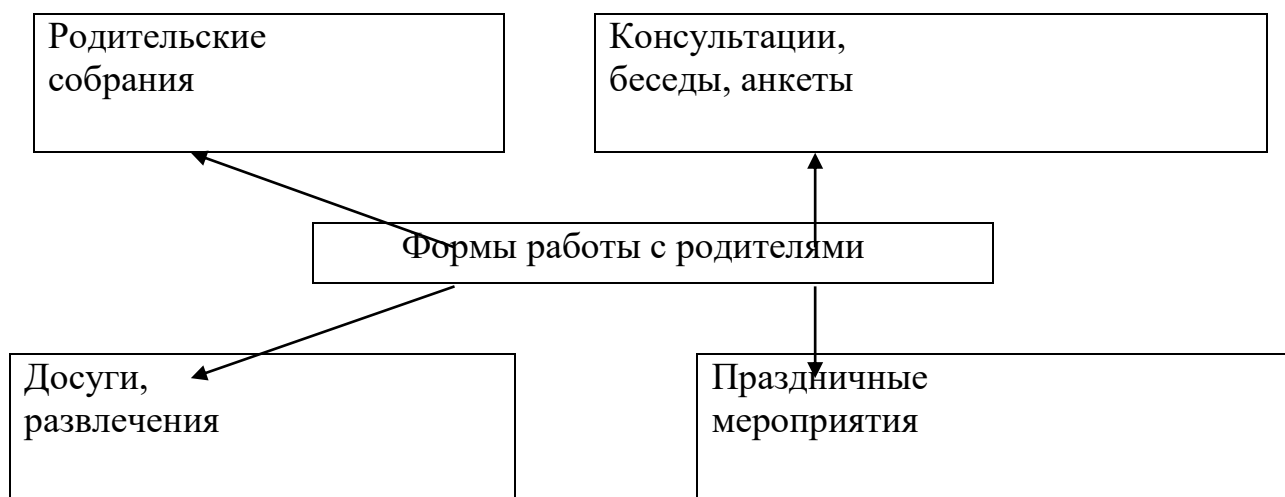 Родительские
собрания
Консультации,
беседы, анкеты
Формы работы с родителями
Досуги,
развлечения
Праздничные
мероприятия